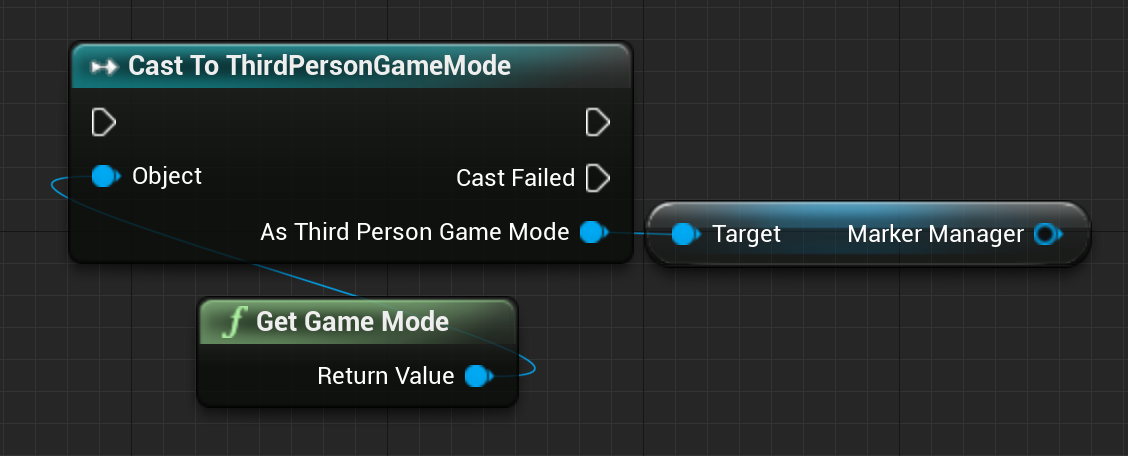 Cast To ThirdPersonGameMode
Object
Cast Failed
As Third Person Game Mode
Target
Marker Manager
f Get Game Mode
Return Value